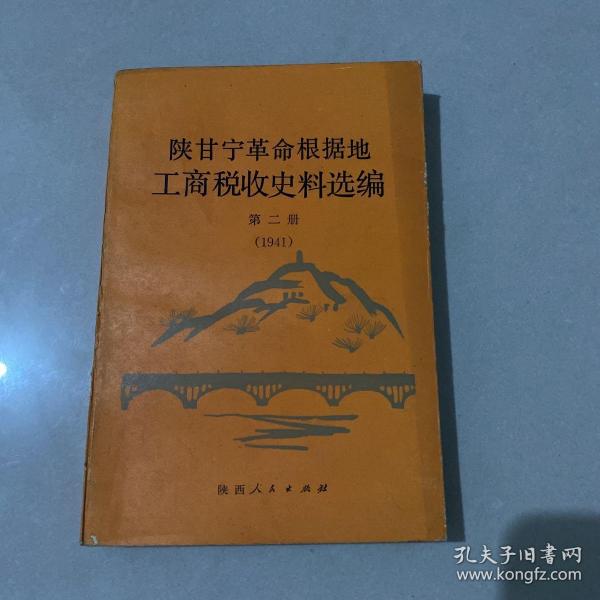 陕甘宁革命根据地
工商税收史料选编
第二册
(1941)
陕西人民出版社
孔夫子旧书网
www.kongfz.com